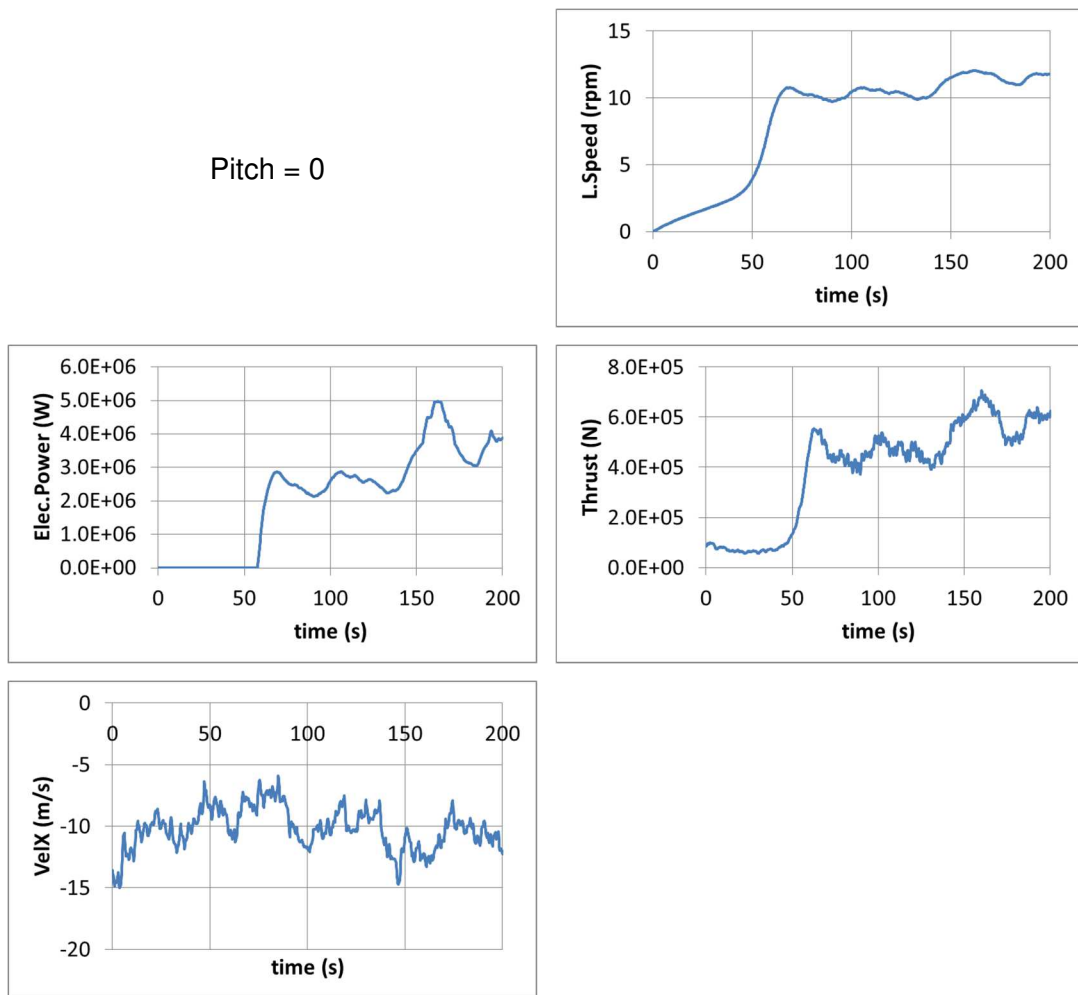 Pitch = 0
15
10
5
0
L.Speed (rpm)
0 50 100 150 200
time (s)
6.0E+06
5.0E+06
4.0E+06
3.0E+06
2.0E+06
1.0E+06
0.0E+00
Elec.Power (W)
0 50 100 150 200
time (s)
8.0E+05
6.0E+05
4.0E+05
2.0E+05
0.0E+00
Thrust (N)
0 50 100 150 200
time (s)
0
-5
-10
-15
-20
VelX (m/s)
0 50 100 150 200
time (s)